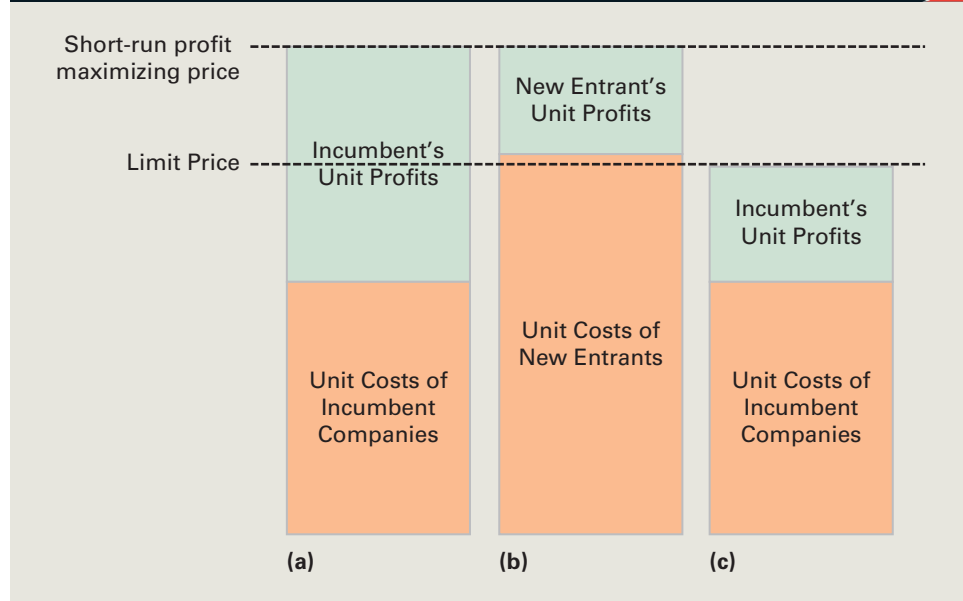 Short-run profit
maximizing price
Limit Price
Incumbent's
Unit Profits
Unit Costs of
Incumbent
Companies
(a)
New Entrant's
Unit Profits
Unit Costs of
New Entrants
(b)
Incumbent's
Unit Profits
Unit Costs of
Incumbent
Companies
(c)